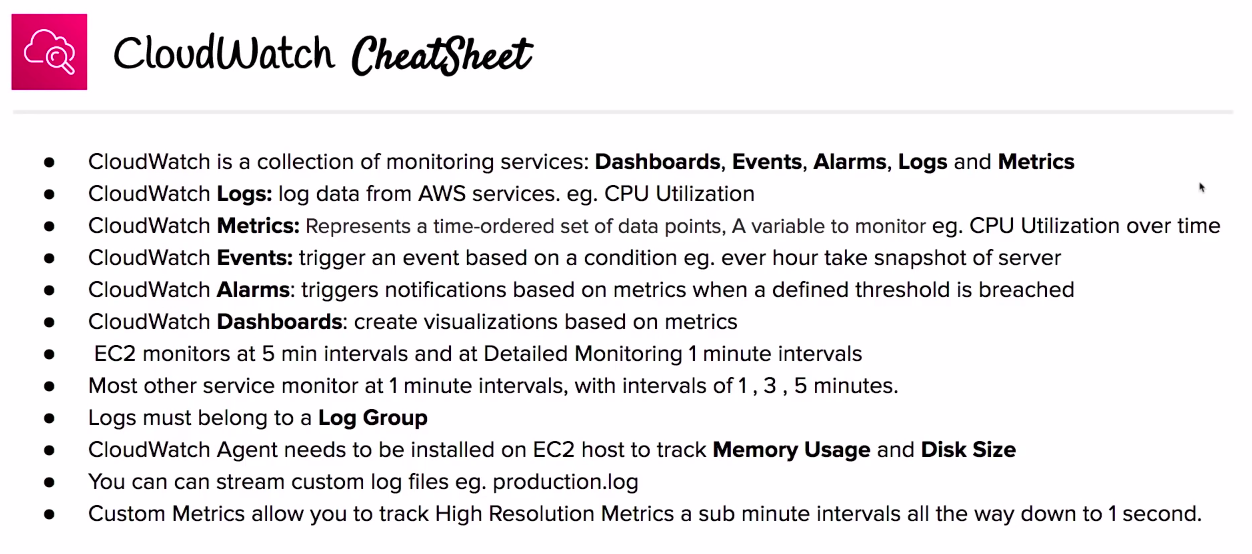 CloudWatch CheatSheet
● CloudWatch is a collection of monitoring services: Dashboards, Events, Alarms, Logs and Metrics
● CloudWatch Logs: log data from AWS services. eg. CPU Utilization
● CloudWatch Metrics: Represents a time-ordered set of data points, A variable to monitor eg. CPU Utilization over time
● CloudWatch Events: trigger an event based on a condition eg. ever hour take snapshot of server
● CloudWatch Alarms: triggers notifications based on metrics when a defined threshold is breached
● CloudWatch Dashboards: create visualizations based on metrics
● EC2 monitors at 5 min intervals and at Detailed Monitoring 1 minute intervals
● Most other service monitor at 1 minute intervals, with intervals of 1 , 3 , 5 minutes.
● Logs must belong to a Log Group
● CloudWatch Agent needs to be installed on EC2 host to track Memory Usage and Disk Size
● You can can stream custom log files eg. production.log
● Custom Metrics allow you to track High Resolution Metrics a sub minute intervals all the way down to 1 second.